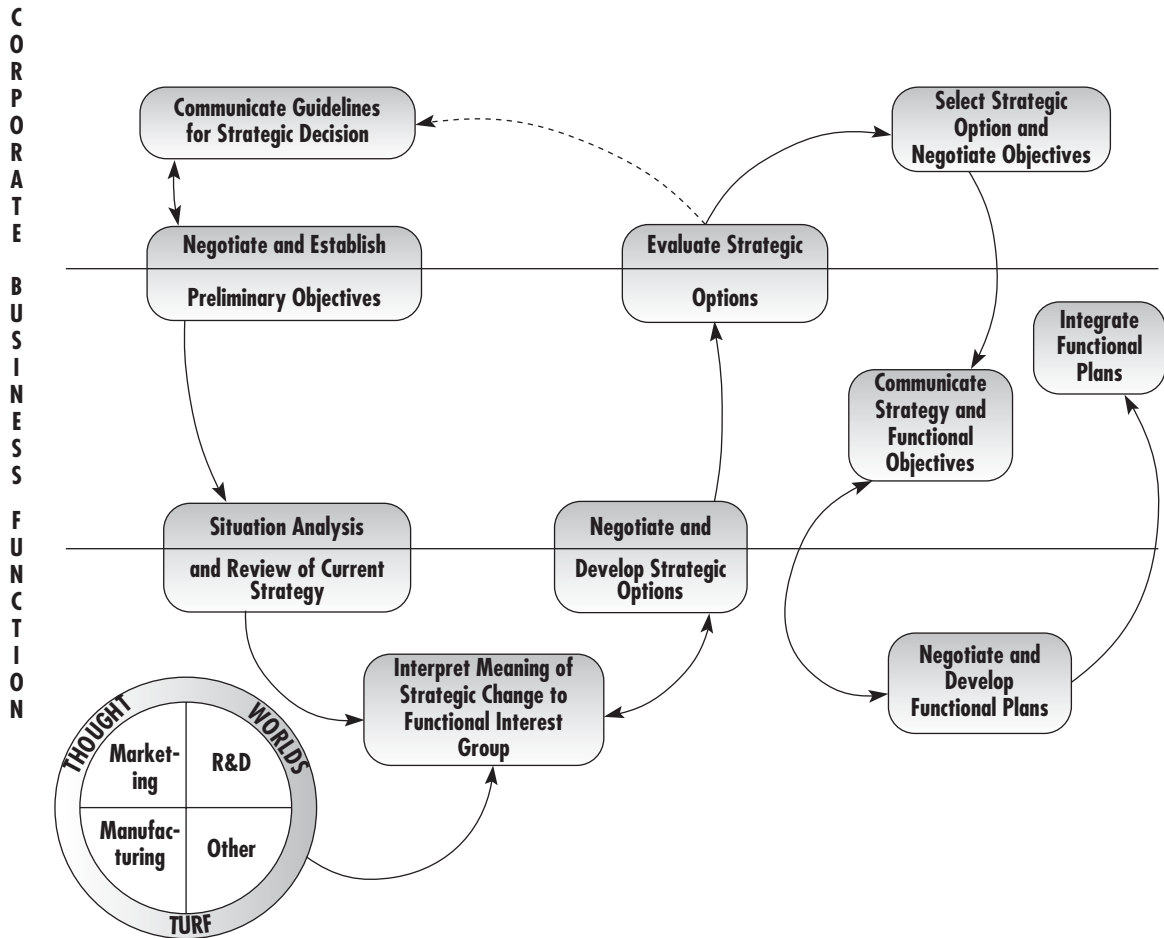 CORPORATE
BUSINESS
FUNCTION
Communicate Guidelines
for Strategic Decision
Select Strategic
Option and
Negotiate Objectives
Negotiate and Establish
Preliminary Objectives
Evaluate Strategic
Options
Integrate
Functional
Plans
Communicate
Strategy and
Functional
Objectives
Situation Analysis
and Review of Current
Strategy
Negotiate and
Develop Strategic
Options
Interpret Meaning of
Strategic Change to
Functional Interest
Group
Negotiate and
Develop
Functional Plans
THOUGHT
WORLDS
Market-
ing
R&D
Manufac-
turing
Other
TURF